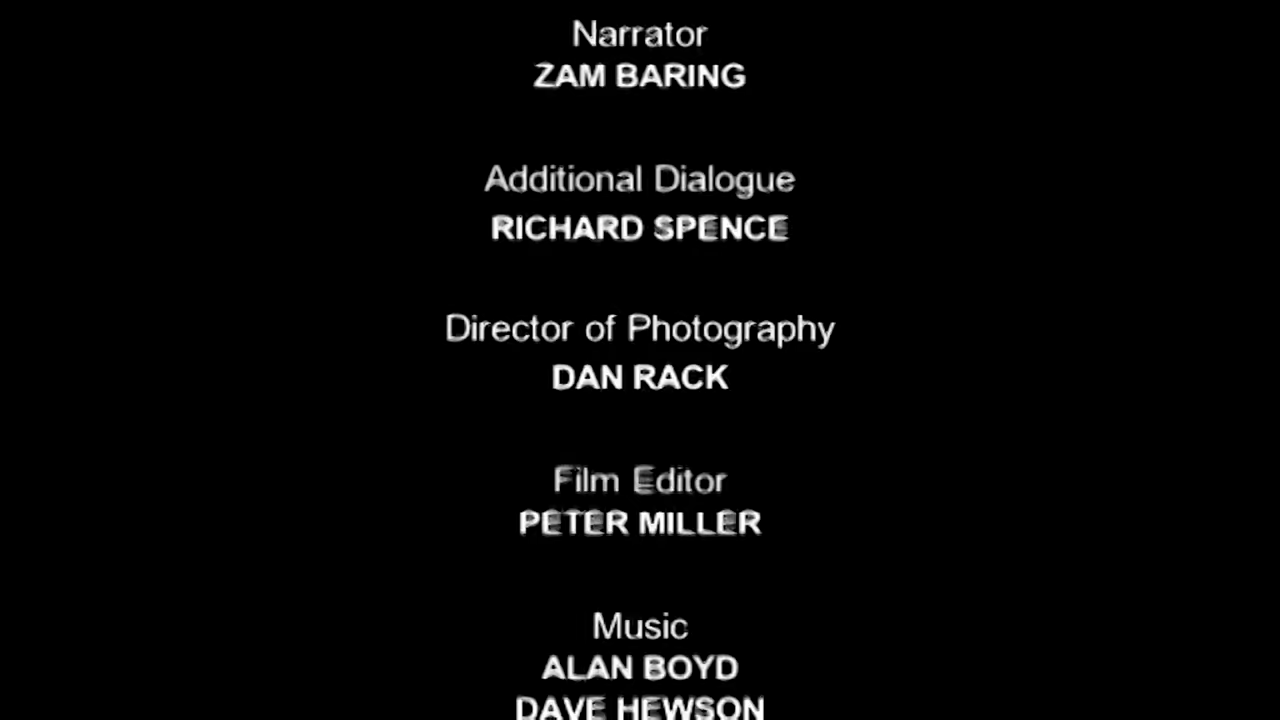 Narrator
ZAM BARING
Additional Dialogue
RICHARD SPENCE
Director of Photography
DAN RACK
Film Editor
PETER MILLER
Music
ALAN BOYD
DAVE HEWSON